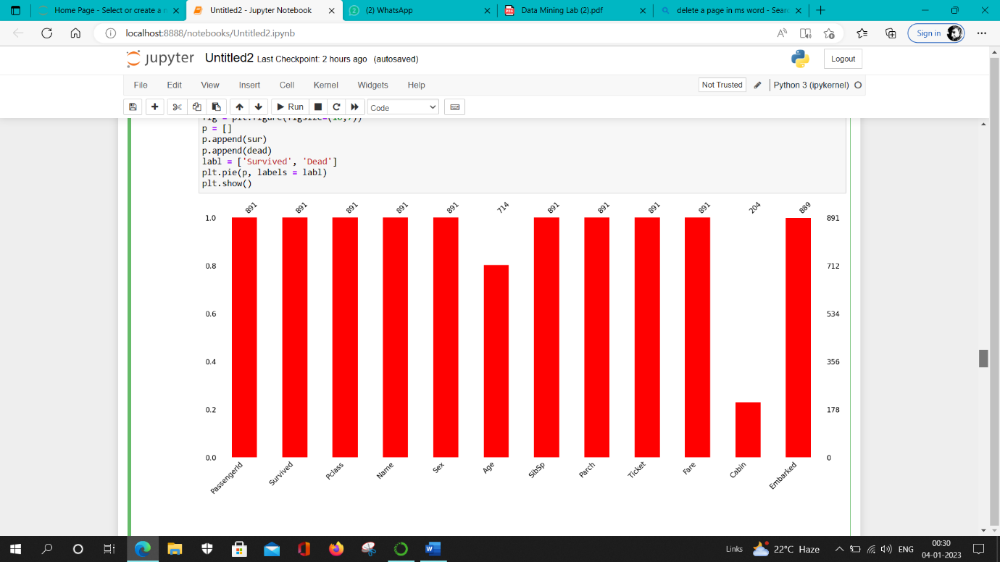 Home Page - Select or create a n
Untitled2 - Jupyter Notebook
(2) WhatsApp
Data Mining Lab (2).pdf
delete a page in ms word - Searc
localhost:8888/notebooks/Untitled2.ipynb
Sign in
jupyter Untitled2 Last Checkpoint: 2 hours ago (autosaved)
Logout
File Edit View Insert Cell Kernel Widgets Help
Not Trusted
Python 3 (ipykernel)
Run
Code
fig = plt.figure(figsize=(10,7))
p = []
p.append(sur)
p.append(dead)
labl = ['Survived', 'Dead']
plt.pie(p, labels = labl)
plt.show()
891 891 891 891 891 714 891 891 891 891 204 889
1.0 891
0.8 712
0.6 534
0.4 356
0.2 178
0.0 0
PassengerId Survived Pclass Name Sex Age SibSp Parch Ticket Fare Cabin Embarked
Links
22°C Haze
ENG
00:30
04-01-2023